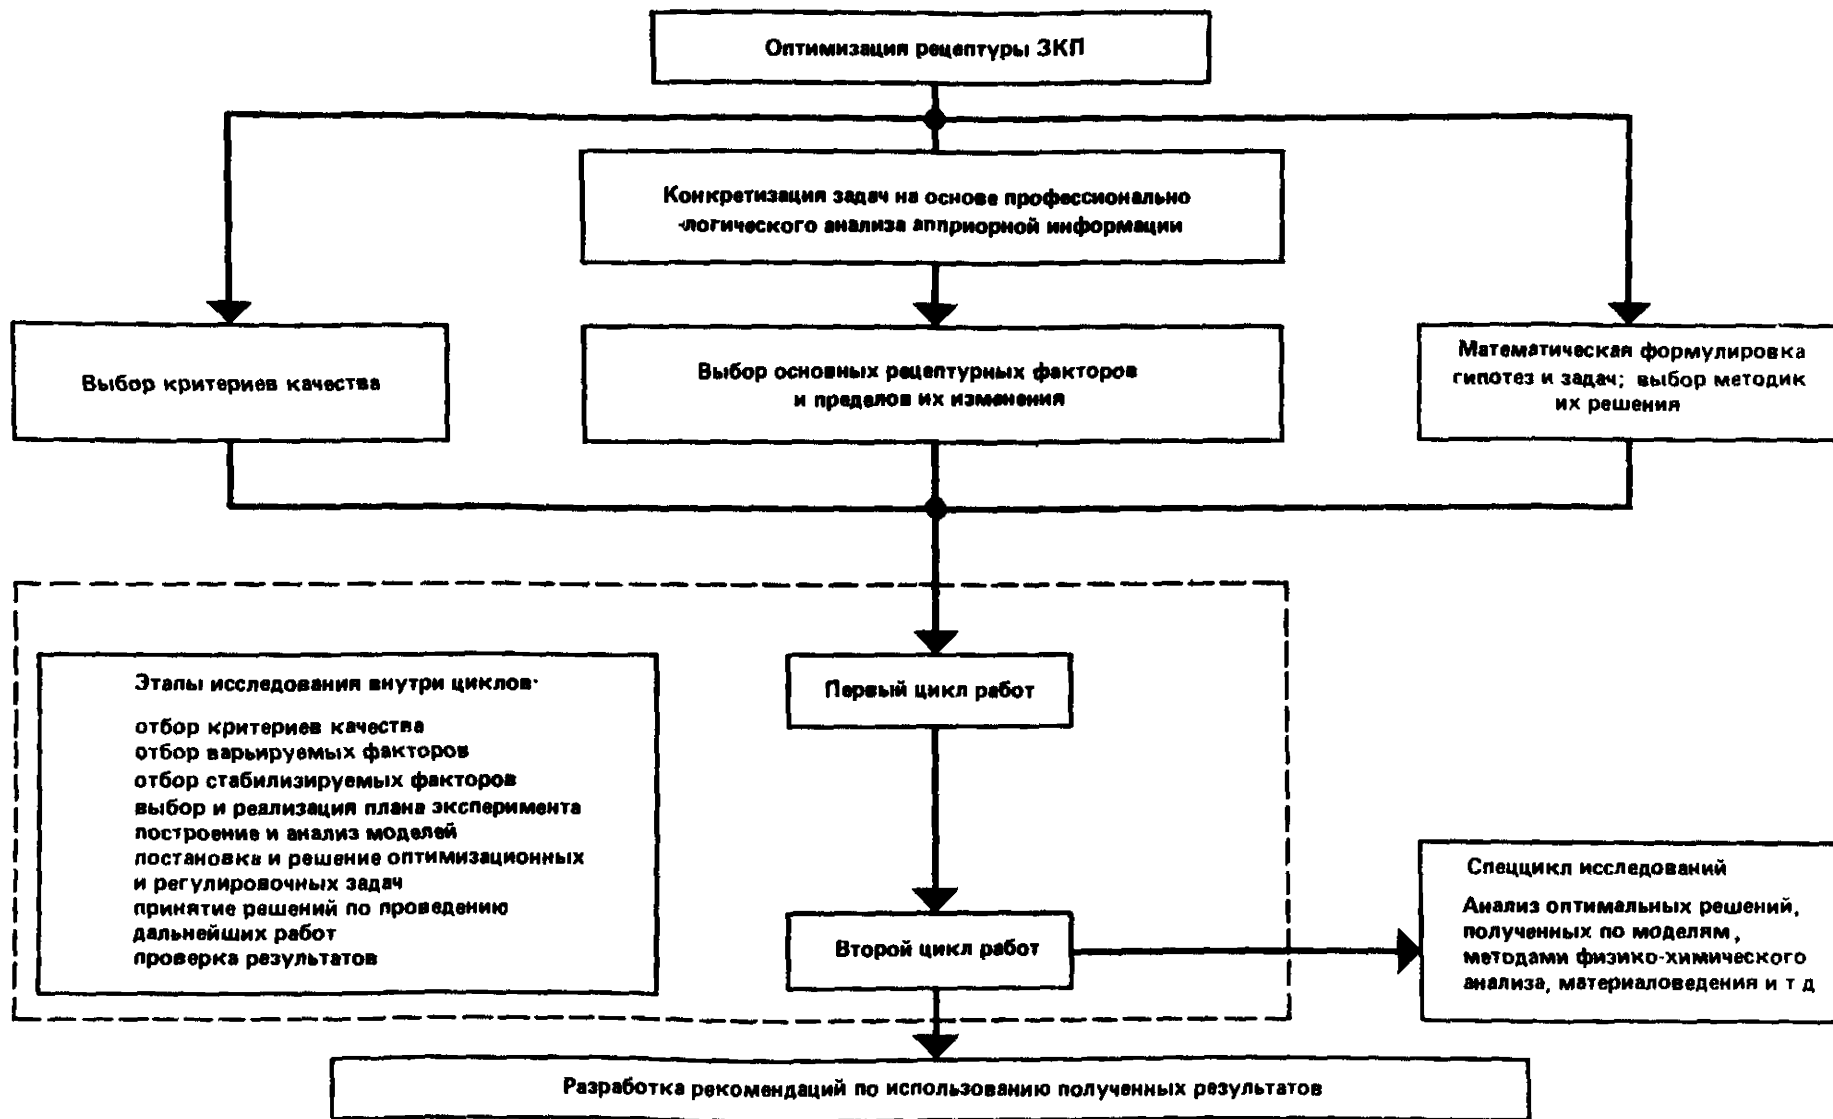 Оптимизация рецептуры ЗКП
Конкретизация задач на основе профессионально
-логического анализа апприорной информации
Выбор критериев качества
Выбор основных рецептурных факторов
и пределов их изменения
Математическая формулировка
гипотез и задач; выбор методик
их решения
Этапы исследования внутри циклов·
отбор критериев качества
отбор варьируемых факторов
отбор стабилизируемых факторов
выбор и реализация плана эксперимента
построение и анализ моделей
постановка и решение оптимизационных
и регулировочных задач
принятие решений по проведению
дальнейших работ
проверка результатов
Первый цикл работ
Второй цикл работ
Спеццикл исследований
Анализ оптимальных решений,
полученных по моделям,
методами физико-химического
анализа, материаловедения и т д
Разработка рекомендаций по использованию полученных результатов